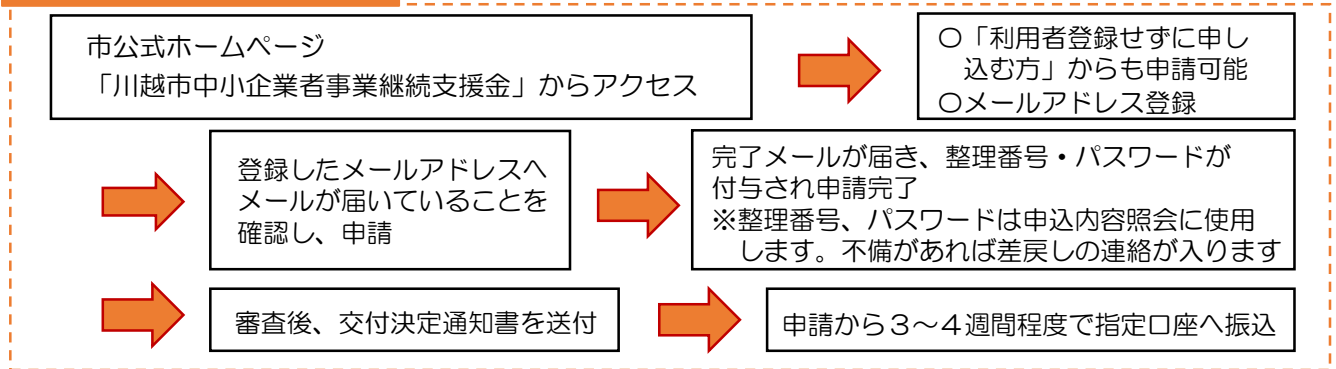 市公式ホームページ
「川越市中小企業者事業継続支援金」からアクセス
〇「利用者登録せずに申し
込む方」からも申請可能
〇メールアドレス登録
登録したメールアドレスへ
メールが届いていることを
確認し、申請
完了メールが届き、整理番号・パスワードが
付与され申請完了
※整理番号、パスワードは申込内容照会に使用
します。不備があれば差戻しの連絡が入ります
審査後、交付決定通知書を送付
申請から３～４週間程度で指定口座へ振込